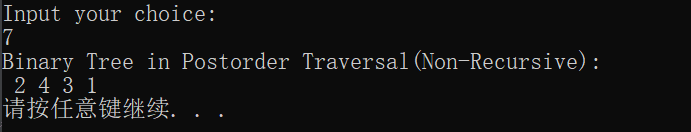 Input your choice:
7
Binary Tree in Postorder Traversal(Non-Recursive):
 2 4 3 1
请按任意键继续. . .